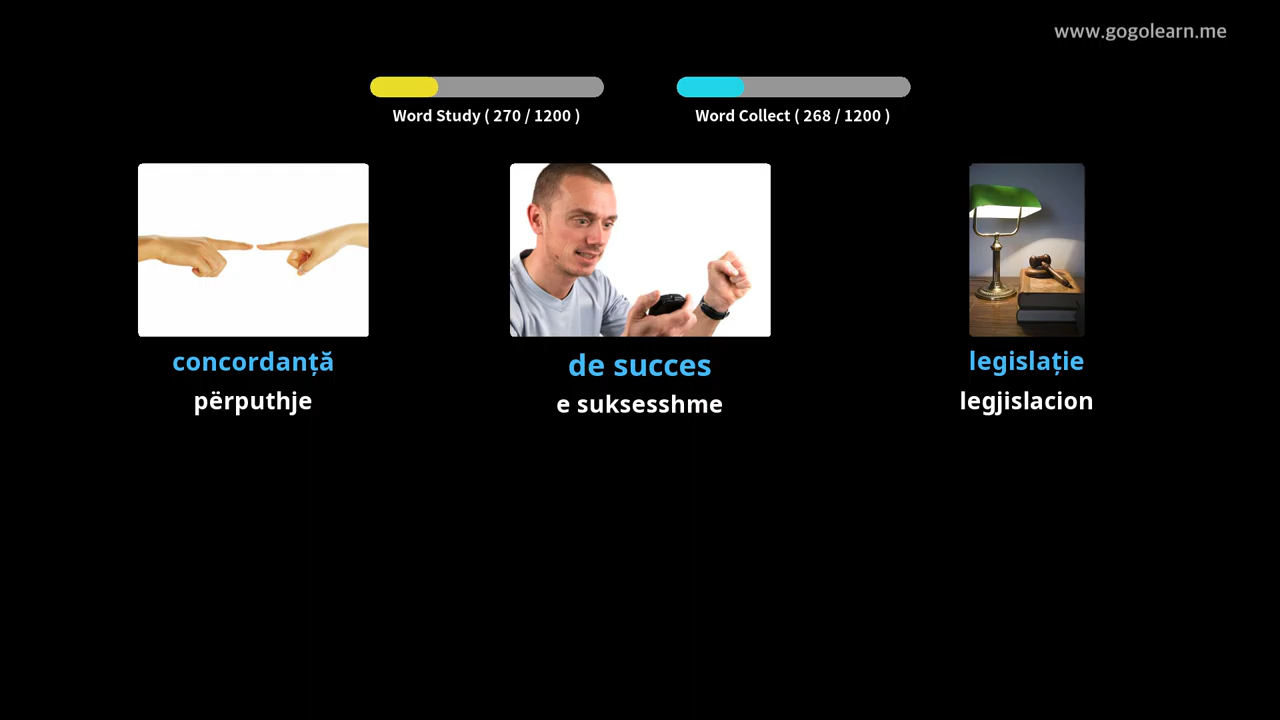 www.gogolearn.me
Word Study ( 270 / 1200 )
Word Collect ( 268 / 1200 )
concordanță
përputhje
de succes
e suksesshme
legislație
legjislacion